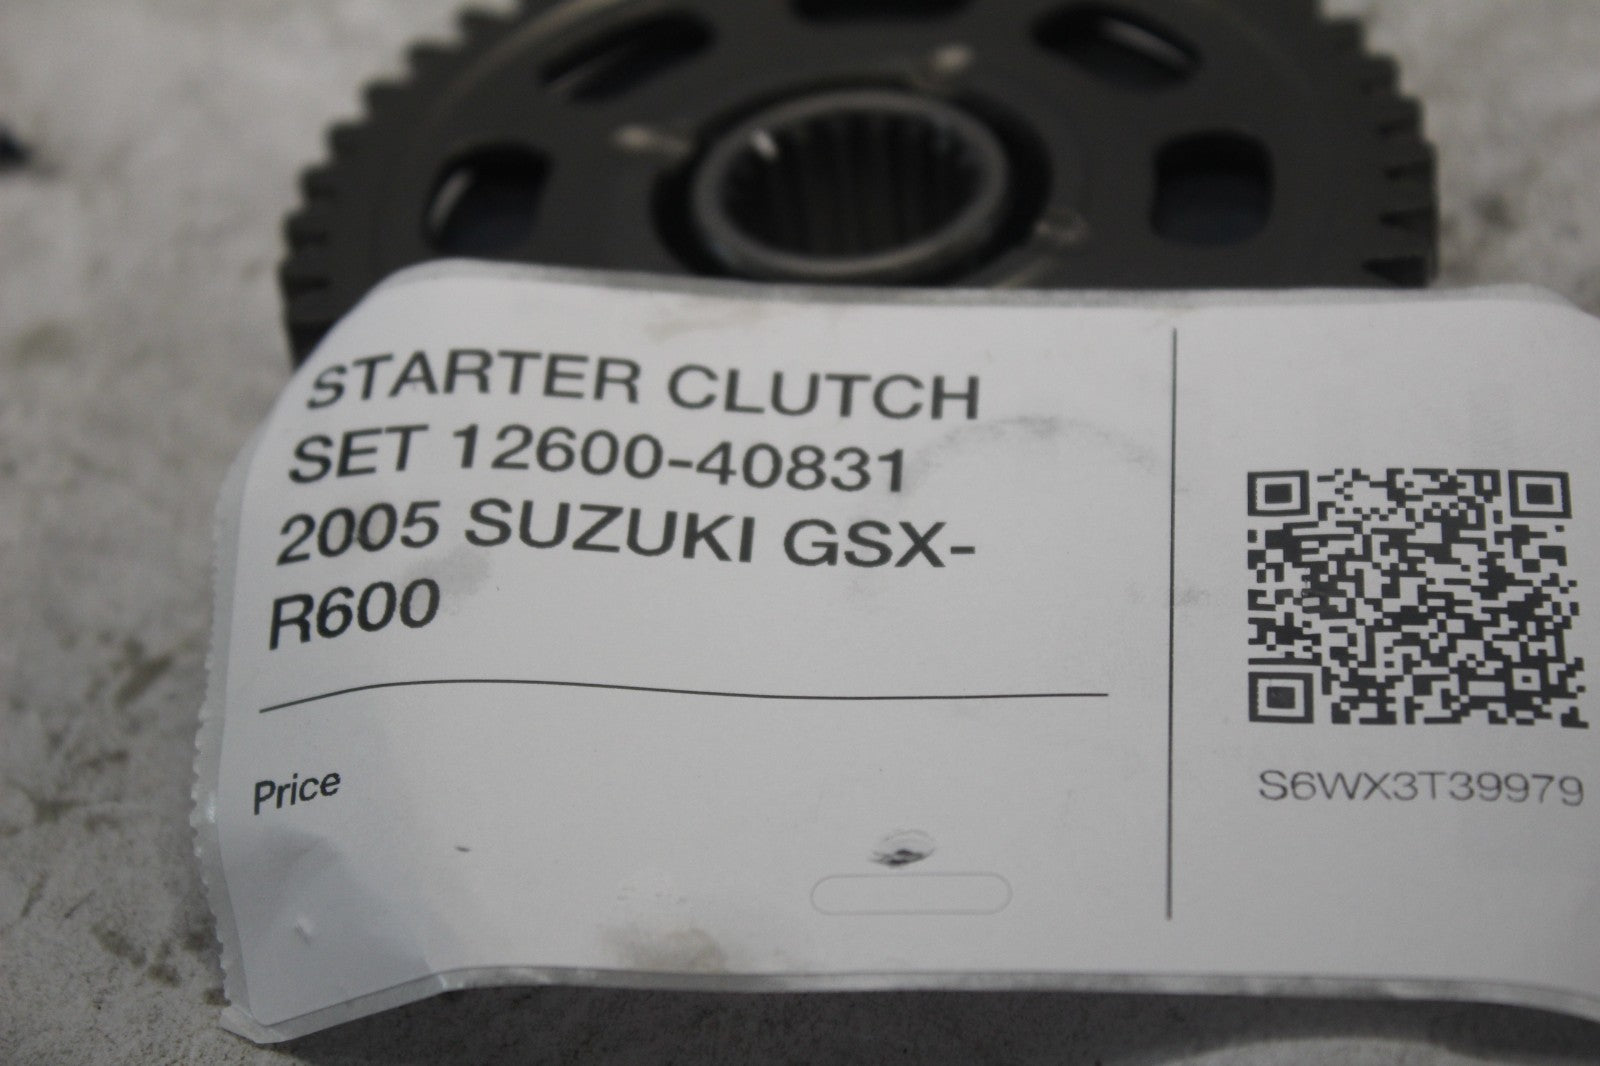 STARTER CLUTCH
SET 12600-40831
2005 SUZUKI GSX-
R600
Price
S6WX3T39979